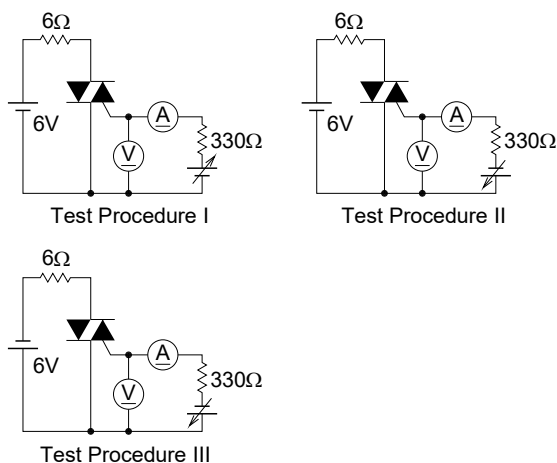 6Ω
6V
A
V
330Ω
Test Procedure I
6Ω
6V
A
V
330Ω
Test Procedure II
6Ω
6V
A
V
330Ω
Test Procedure III